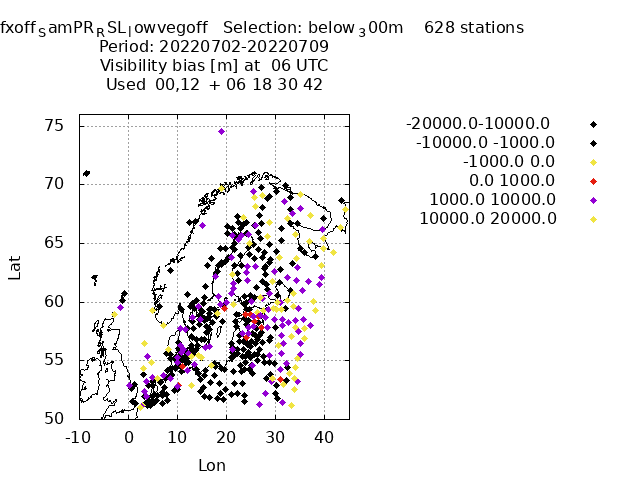 fxoff_SamPR_RSL_lowvegoff   Selection: below_300m    628 stations
Period: 20220702-20220709
Visibility bias [m] at  06 UTC
Used  00,12  + 06 18 30 42
-20000.0-10000.0
-10000.0 -1000.0
-1000.0 0.0
0.0 1000.0
1000.0 10000.0
10000.0 20000.0
75
70
65
60
55
50
Lat
-10 0 10 20 30 40
Lon